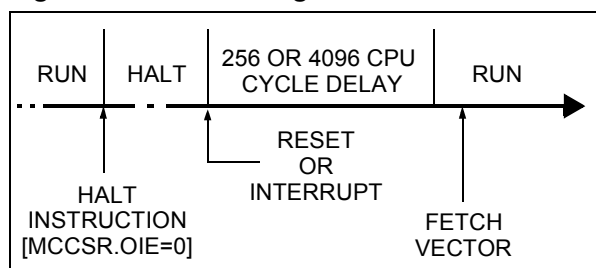 RUN
HALT
256 OR 4096 CPU
CYCLE DELAY
RUN
HALT
INSTRUCTION
[MCCSR.OIE=0]
RESET
OR
INTERRUPT
FETCH
VECTOR